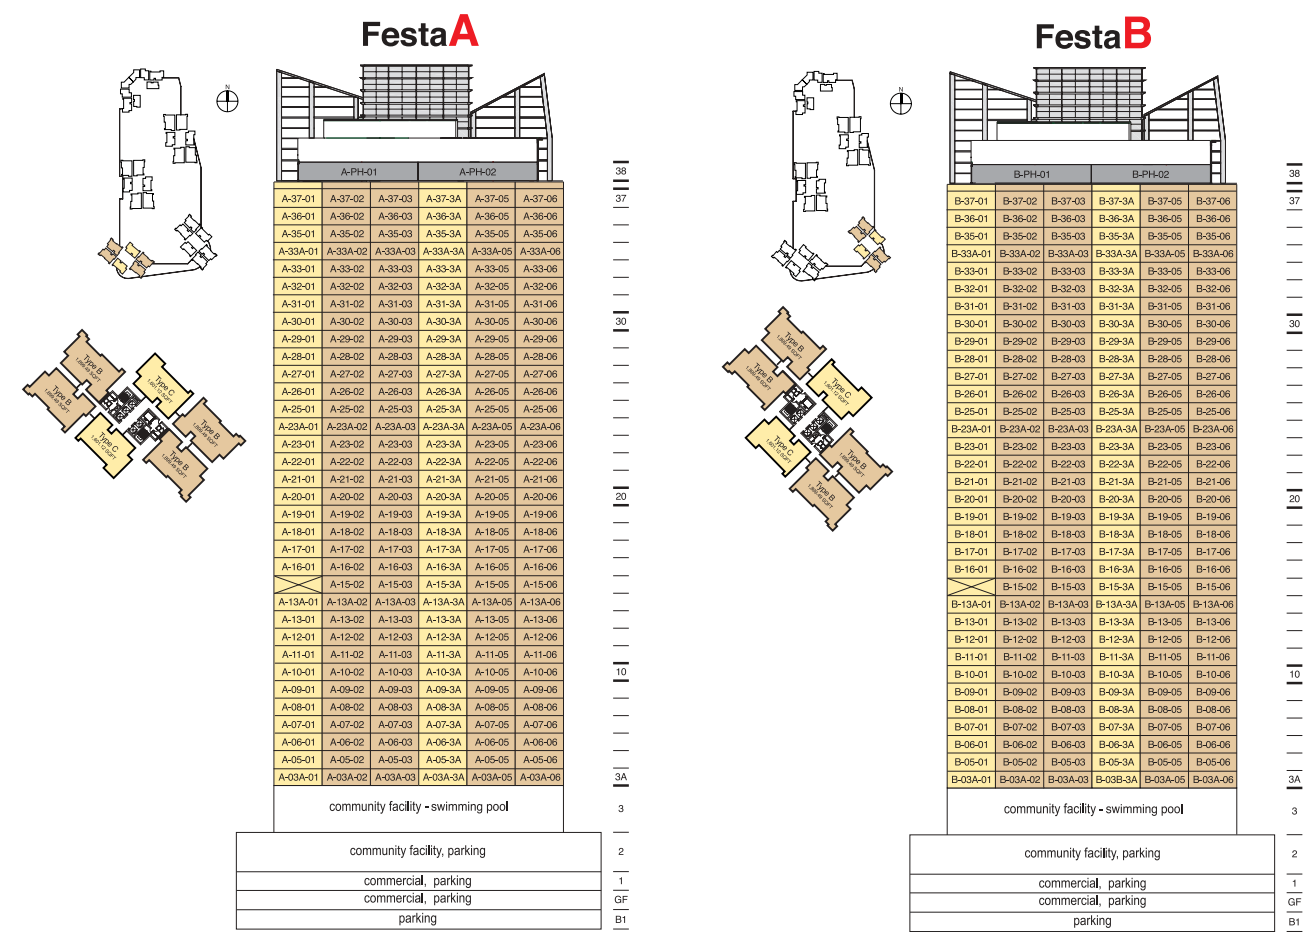 FestaA
N
A-PH-01 A-PH-02 38
A-37-01 A-37-02 A-37-03 A-37-3A A-37-05 A-37-06 37
A-36-01 A-36-02 A-36-03 A-36-3A A-36-05 A-36-06
A-35-01 A-35-02 A-35-03 A-35-3A A-35-05 A-35-06
A-33A-01 A-33A-02 A-33A-03 A-33A-3A A-33A-05 A-33A-06
A-33-01 A-33-02 A-33-03 A-33-3A A-33-05 A-33-06
A-32-01 A-32-02 A-32-03 A-32-3A A-32-05 A-32-06
A-31-01 A-31-02 A-31-03 A-31-3A A-31-05 A-31-06
A-30-01 A-30-02 A-30-03 A-30-3A A-30-05 A-30-06 30
A-29-01 A-29-02 A-29-03 A-29-3A A-29-05 A-29-06
A-28-01 A-28-02 A-28-03 A-28-3A A-28-05 A-28-06
A-27-01 A-27-02 A-27-03 A-27-3A A-27-05 A-27-06
A-26-01 A-26-02 A-26-03 A-26-3A A-26-05 A-26-06
A-25-01 A-25-02 A-25-03 A-25-3A A-25-05 A-25-06
A-23A-01 A-23A-02 A-23A-03 A-23A-3A A-23A-05 A-23A-06
A-23-01 A-23-02 A-23-03 A-23-3A A-23-05 A-23-06
A-22-01 A-22-02 A-22-03 A-22-3A A-22-05 A-22-06
A-21-01 A-21-02 A-21-03 A-21-3A A-21-05 A-21-06
A-20-01 A-20-02 A-20-03 A-20-3A A-20-05 A-20-06 20
A-19-01 A-19-02 A-19-03 A-19-3A A-19-05 A-19-06
A-18-01 A-18-02 A-18-03 A-18-3A A-18-05 A-18-06
A-17-01 A-17-02 A-17-03 A-17-3A A-17-05 A-17-06
A-16-01 A-16-02 A-16-03 A-16-3A A-16-05 A-16-06
A-15-02 A-15-03 A-15-3A A-15-05 A-15-06
A-13A-01 A-13A-02 A-13A-03 A-13A-3A A-13A-05 A-13A-06
A-13-01 A-13-02 A-13-03 A-13-3A A-13-05 A-13-06
A-12-01 A-12-02 A-12-03 A-12-3A A-12-05 A-12-06
A-11-01 A-11-02 A-11-03 A-11-3A A-11-05 A-11-06
A-10-01 A-10-02 A-10-03 A-10-3A A-10-05 A-10-06 10
A-09-01 A-09-02 A-09-03 A-09-3A A-09-05 A-09-06
A-08-01 A-08-02 A-08-03 A-08-3A A-08-05 A-08-06
A-07-01 A-07-02 A-07-03 A-07-3A A-07-05 A-07-06
A-06-01 A-06-02 A-06-03 A-06-3A A-06-05 A-06-06
A-05-01 A-05-02 A-05-03 A-05-3A A-05-05 A-05-06
A-03A-01 A-03A-02 A-03A-03 A-03A-3A A-03A-05 A-03A-06 3A
community facility - swimming pool 3
community facility, parking 2
commercial, parking 1
commercial, parking GF
parking B1
Type B
Type C
Type B
Type B
Type C
Type B
FestaB
N
B-PH-01 B-PH-02 38
B-37-01 B-37-02 B-37-03 B-37-3A B-37-05 B-37-06 37
B-36-01 B-36-02 B-36-03 B-36-3A B-36-05 B-36-06
B-35-01 B-35-02 B-35-03 B-35-3A B-35-05 B-35-06
B-33A-01 B-33A-02 B-33A-03 B-33A-3A B-33A-05 B-33A-06
B-33-01 B-33-02 B-33-03 B-33-3A B-33-05 B-33-06
B-32-01 B-32-02 B-32-03 B-32-3A B-32-05 B-32-06
B-31-01 B-31-02 B-31-03 B-31-3A B-31-05 B-31-06
B-30-01 B-30-02 B-30-03 B-30-3A B-30-05 B-30-06 30
B-29-01 B-29-02 B-29-03 B-29-3A B-29-05 B-29-06
B-28-01 B-28-02 B-28-03 B-28-3A B-28-05 B-28-06
B-27-01 B-27-02 B-27-03 B-27-3A B-27-05 B-27-06
B-26-01 B-26-02 B-26-03 B-26-3A B-26-05 B-26-06
B-25-01 B-25-02 B-25-03 B-25-3A B-25-05 B-25-06
B-23A-01 B-23A-02 B-23A-03 B-23A-3A B-23A-05 B-23A-06
B-23-01 B-23-02 B-23-03 B-23-3A B-23-05 B-23-06
B-22-01 B-22-02 B-22-03 B-22-3A B-22-05 B-22-06
B-21-01 B-21-02 B-21-03 B-21-3A B-21-05 B-21-06
B-20-01 B-20-02 B-20-03 B-20-3A B-20-05 B-20-06 20
B-19-01 B-19-02 B-19-03 B-19-3A B-19-05 B-19-06
B-18-01 B-18-02 B-18-03 B-18-3A B-18-05 B-18-06
B-17-01 B-17-02 B-17-03 B-17-3A B-17-05 B-17-06
B-16-01 B-16-02 B-16-03 B-16-3A B-16-05 B-16-06
B-15-02 B-15-03 B-15-3A B-15-05 B-15-06
B-13A-01 B-13A-02 B-13A-03 B-13A-3A B-13A-05 B-13A-06
B-13-01 B-13-02 B-13-03 B-13-3A B-13-05 B-13-06
B-12-01 B-12-02 B-12-03 B-12-3A B-12-05 B-12-06
B-11-01 B-11-02 B-11-03 B-11-3A B-11-05 B-11-06
B-10-01 B-10-02 B-10-03 B-10-3A B-10-05 B-10-06 10
B-09-01 B-09-02 B-09-03 B-09-3A B-09-05 B-09-06
B-08-01 B-08-02 B-08-03 B-08-3A B-08-05 B-08-06
B-07-01 B-07-02 B-07-03 B-07-3A B-07-05 B-07-06
B-06-01 B-06-02 B-06-03 B-06-3A B-06-05 B-06-06
B-05-01 B-05-02 B-05-03 B-05-3A B-05-05 B-05-06
B-03A-01 B-03A-02 B-03A-03 B-03B-3A B-03A-05 B-03A-06 3A
community facility - swimming pool 3
community facility, parking 2
commercial, parking 1
commercial, parking GF
parking B1
Type B
Type B
Type C
Type C
Type B
Type B